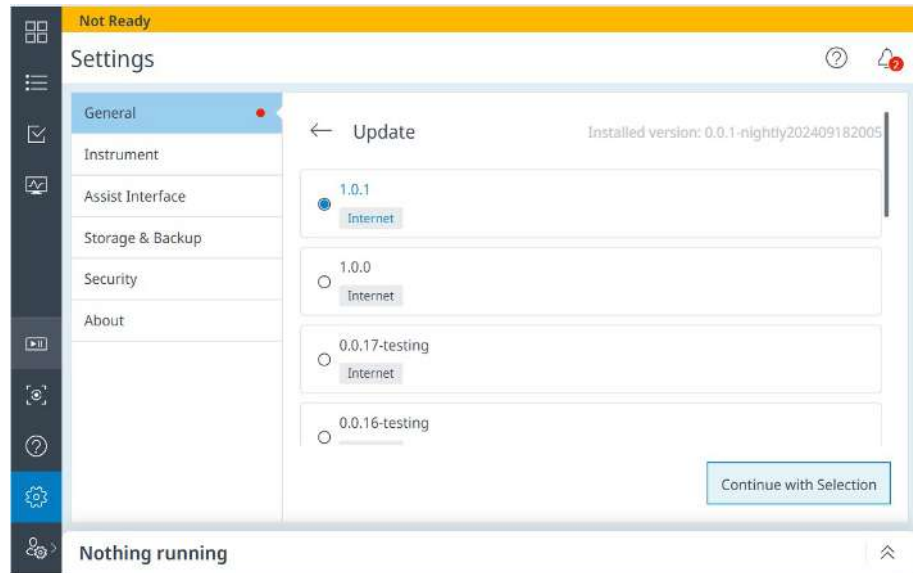 Not Ready
Settings
2
General
Instrument
Assist Interface
Storage & Backup
Security
About
Update
Installed version: 0.0.1-nightly202409182005
1.0.1
Internet
1.0.0
Internet
0.0.17-testing
Internet
0.0.16-testing
Continue with Selection
Nothing running